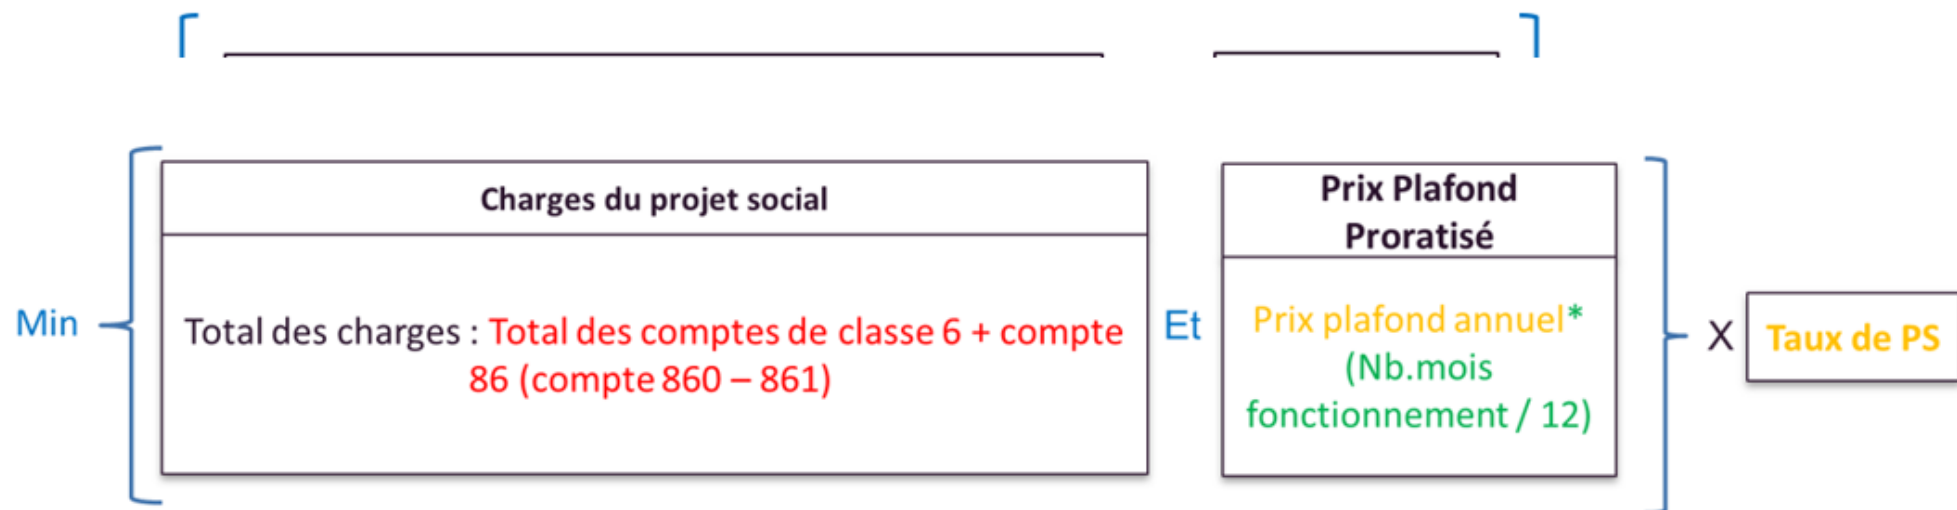 Charges du projet social
Prix Plafond
Proratisé
Min
Total des charges : Total des comptes de classe 6 + compte
86 (compte 860 – 861)
Et
Prix plafond annuel*
(Nb.mois
fonctionnement / 12)
X
Taux de PS